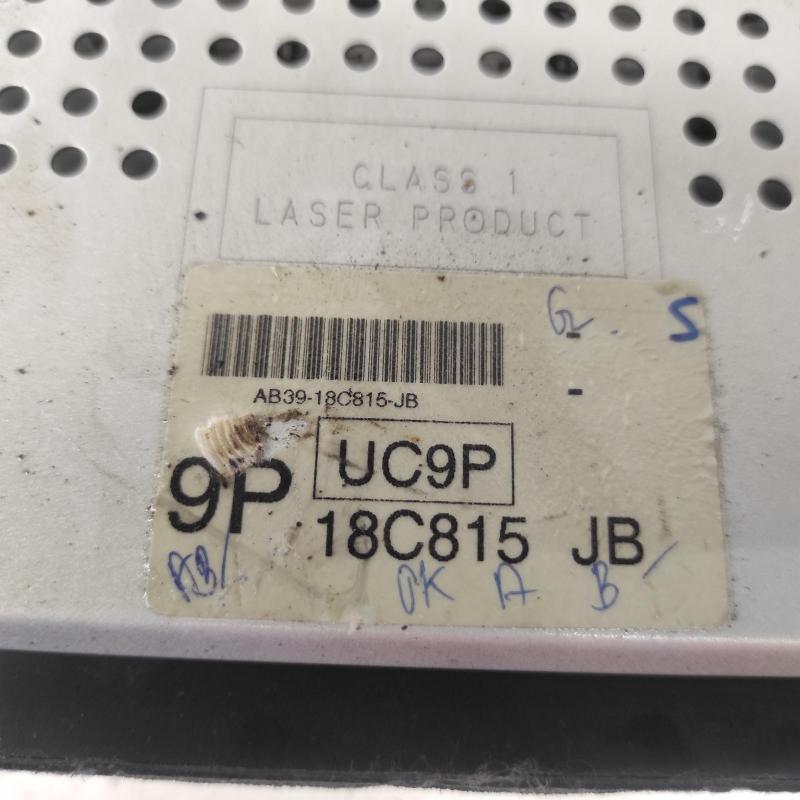 CLASS 1
LASER PRODUCT
S
AB39-18C815-JB
-
-
UC9P
9P
18C815 JB
OK A B